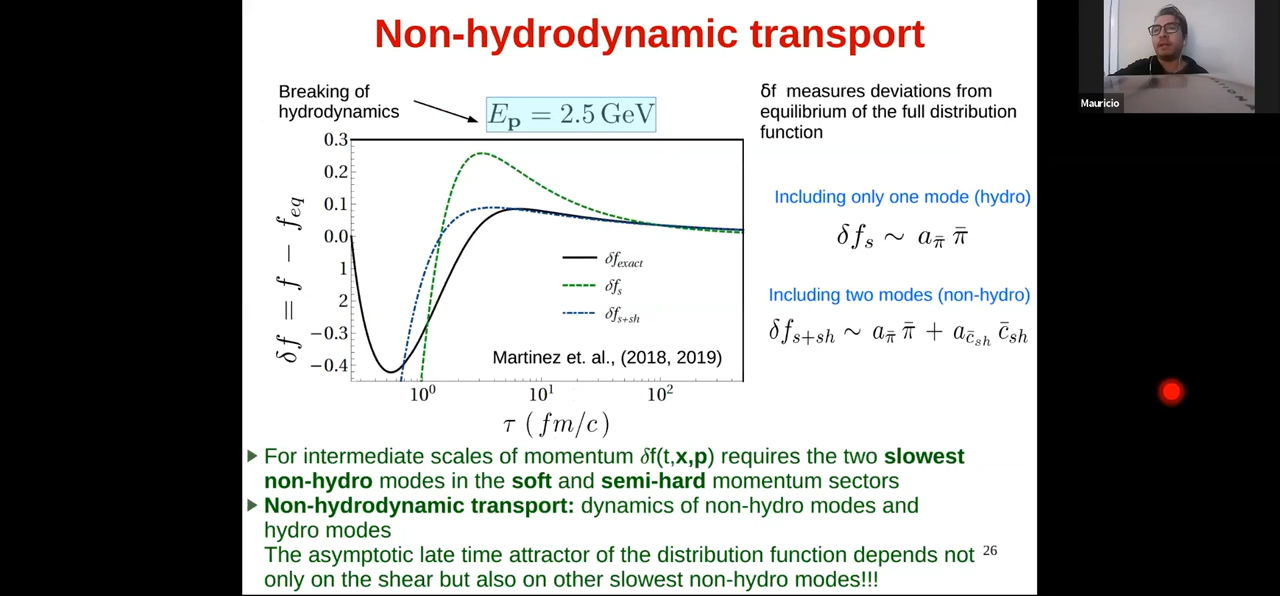 Non-hydrodynamic transport
Mauricio
Breaking of
hydrodynamics
E_p = 2.5 GeV
δf measures deviations from
equilibrium of the full distribution
function
0.3
0.2
0.1
0.0
1
2
−0.3
−0.4
δf = f − f_eq
δf_exact
δf_s
δf_s+sh
Martinez et. al., (2018, 2019)
10⁰
10¹
10²
τ ( fm/c )
Including only one mode (hydro)
δf_s ∼ a_π̄ π̄
Including two modes (non-hydro)
δf_s+sh ∼ a_π̄ π̄ + a_c̄_sh c̄_sh
For intermediate scales of momentum δf(t,x,p) requires the two slowest
non-hydro modes in the soft and semi-hard momentum sectors
Non-hydrodynamic transport: dynamics of non-hydro modes and
hydro modes
The asymptotic late time attractor of the distribution function depends not
only on the shear but also on other slowest non-hydro modes!!!
26